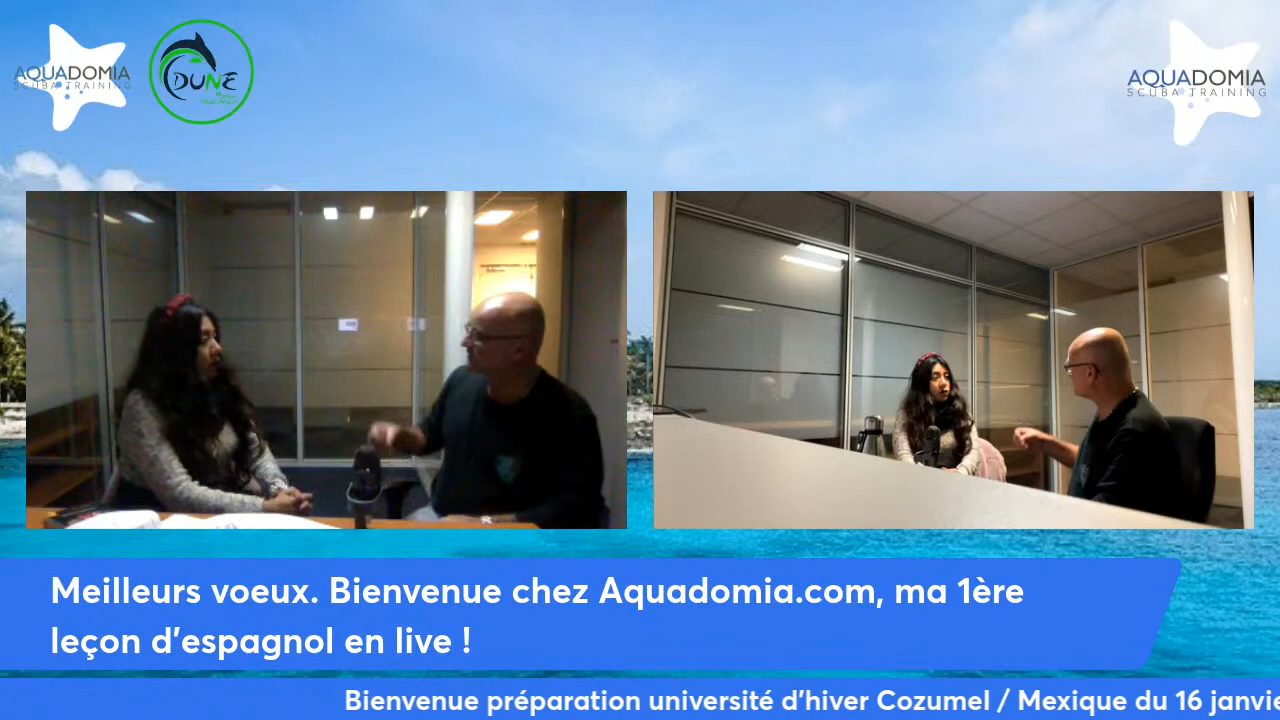 AQUADOMIA
SCUBA TRAINING
DUNE
AQUADOMIA
SCUBA TRAINING
Meilleurs voeux. Bienvenue chez Aquadomia.com, ma 1ère
leçon d'espagnol en live !
Bienvenue préparation université d'hiver Cozumel / Mexique du 16 janvie